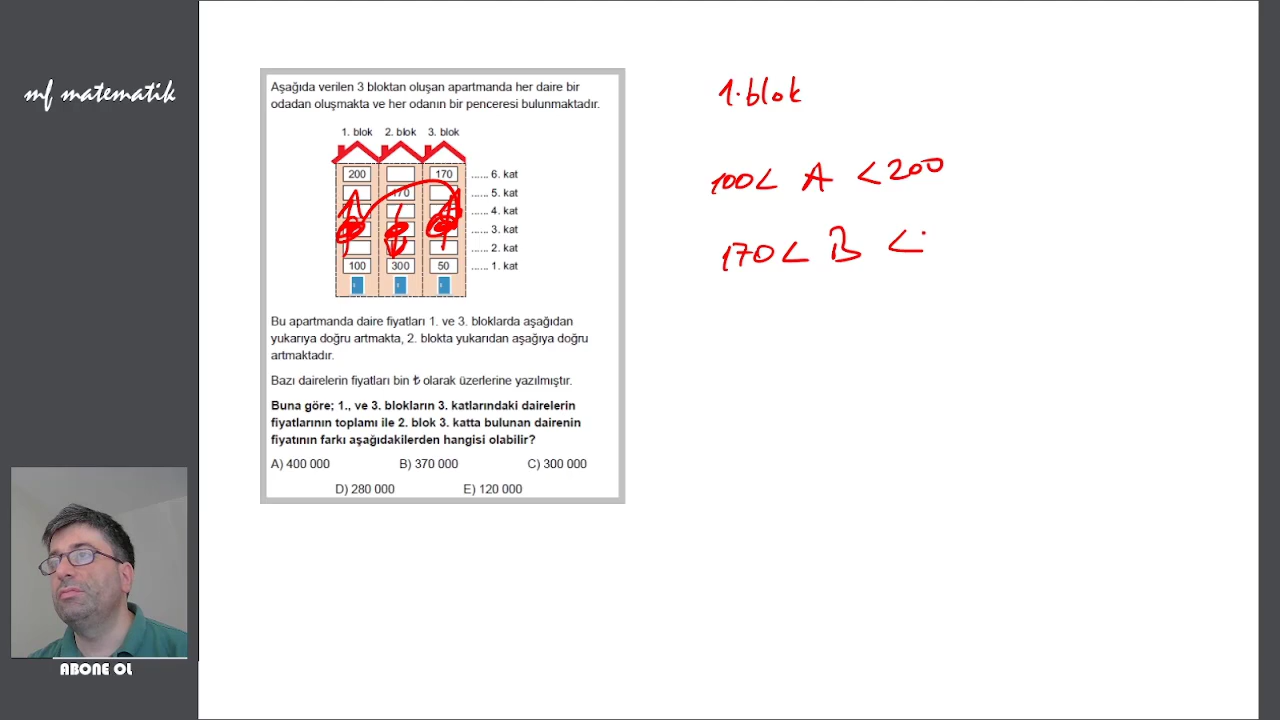 mf matematik
Aşağıda verilen 3 bloktan oluşan apartmanda her daire bir
odadan oluşmakta ve her odanın bir penceresi bulunmaktadır.
1. blok 2. blok 3. blok
200 170 ...... 6. kat
170 ...... 5. kat
...... 4. kat
...... 3. kat
...... 2. kat
100 300 50 ...... 1. kat
Bu apartmanda daire fiyatları 1. ve 3. bloklarda aşağıdan
yukarıya doğru artmakta, 2. blokta yukarıdan aşağıya doğru
artmaktadır.
Bazı dairelerin fiyatları bin ₺ olarak üzerlerine yazılmıştır.
Buna göre; 1., ve 3. blokların 3. katlarındaki dairelerin
fiyatlarının toplamı ile 2. blok 3. katta bulunan dairenin
fiyatının farkı aşağıdakilerden hangisi olabilir?
A) 400 000 B) 370 000 C) 300 000
D) 280 000 E) 120 000
1.blok
100< A <200
170< B <
ABONE OL